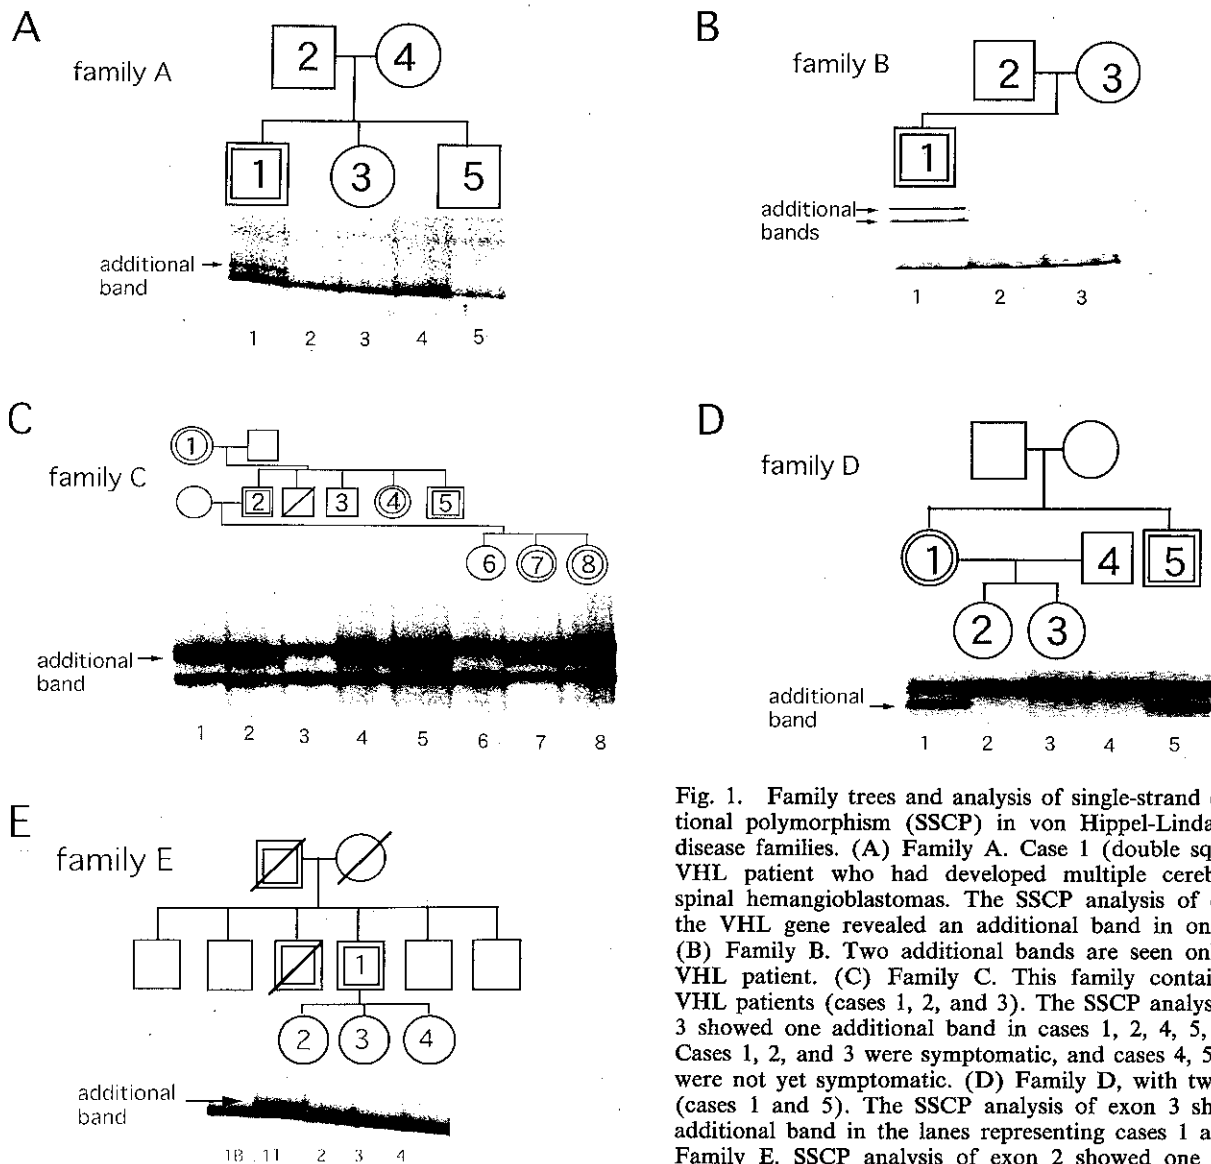 A
family A
2 4
1 3 5
additional
band
1 2 3 4 5
B
family B
2 3
1
additional
bands
1 2 3
C
family C
1
2 3 4 5
6 7 8
additional
band
1 2 3 4 5 6 7 8
D
family D
1 4 5
2 3
additional
band
1 2 3 4 5
E
family E
1
2 3 4
additional
band
1B 11 2 3 4
Fig. 1. Family trees and analysis of single-strand
tional polymorphism (SSCP) in von Hippel-Linda
disease families. (A) Family A. Case 1 (double sq
VHL patient who had developed multiple cereb
spinal hemangioblastomas. The SSCP analysis of
the VHL gene revealed an additional band in on
(B) Family B. Two additional bands are seen on
VHL patient. (C) Family C. This family contai
VHL patients (cases 1, 2, and 3). The SSCP analys
3 showed one additional band in cases 1, 2, 4, 5,
Cases 1, 2, and 3 were symptomatic, and cases 4, 5
were not yet symptomatic. (D) Family D, with tw
(cases 1 and 5). The SSCP analysis of exon 3 sh
additional band in the lanes representing cases 1 a
Family E. SSCP analysis of exon 2 showed one